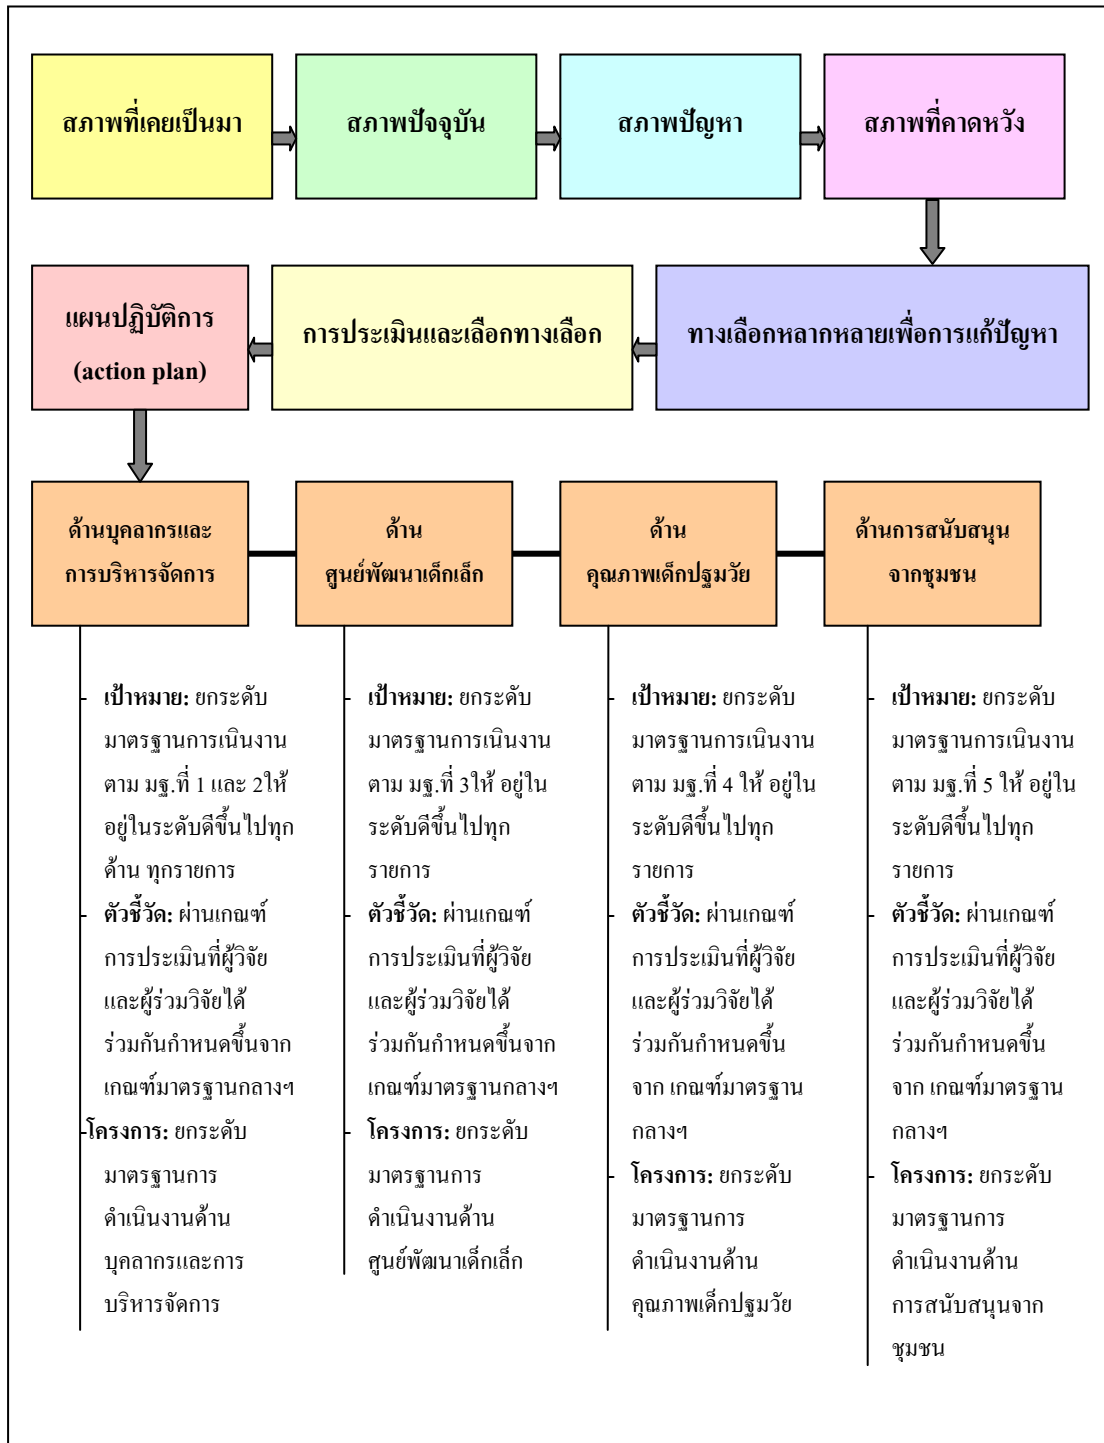 สภาพที่เคยเป็นมา
สภาพปัจจุบัน
สภาพปัญหา
สภาพที่คาดหวัง
แผนปฏิบัติการ
(action plan)
การประเมินและเลือกทางเลือก
ทางเลือกหลากหลายเพื่อการแก้ปัญหา
ด้านบุคลากรและ
การบริหารจัดการ
ด้าน
ศูนย์พัฒนาเด็กเล็ก
ด้าน
คุณภาพเด็กปฐมวัย
ด้านการสนับสนุน
จากชุมชน
- เป้าหมาย: ยกระดับ
มาตรฐานการเนินงาน
ตาม มฐ.ที่ 1 และ 2ให้
อยู่ในระดับดีขึ้นไปทุก
ด้าน ทุกรายการ
- ตัวชี้วัด: ผ่านเกณฑ์
การประเมินที่ผู้วิจัย
และผู้ร่วมวิจัยได้
ร่วมกันกำหนดขึ้นจาก
เกณฑ์มาตรฐานกลางฯ
-โครงการ: ยกระดับ
มาตรฐานการ
ดำเนินงานด้าน
บุคลากรและการ
บริหารจัดการ
- เป้าหมาย: ยกระดับ
มาตรฐานการเนินงาน
ตาม มฐ.ที่ 3ให้ อยู่ใน
ระดับดีขึ้นไปทุก
รายการ
- ตัวชี้วัด: ผ่านเกณฑ์
การประเมินที่ผู้วิจัย
และผู้ร่วมวิจัยได้
ร่วมกันกำหนดขึ้นจาก
เกณฑ์มาตรฐานกลางฯ
- โครงการ: ยกระดับ
มาตรฐานการ
ดำเนินงานด้าน
ศูนย์พัฒนาเด็กเล็ก
- เป้าหมาย: ยกระดับ
มาตรฐานการเนินงาน
ตาม มฐ.ที่ 4 ให้ อยู่ใน
ระดับดีขึ้นไปทุก
รายการ
- ตัวชี้วัด: ผ่านเกณฑ์
การประเมินที่ผู้วิจัย
และผู้ร่วมวิจัยได้
ร่วมกันกำหนดขึ้น
จาก เกณฑ์มาตรฐาน
กลางฯ
- โครงการ: ยกระดับ
มาตรฐานการ
ดำเนินงานด้าน
คุณภาพเด็กปฐมวัย
- เป้าหมาย: ยกระดับ
มาตรฐานการเนินงาน
ตาม มฐ.ที่ 5 ให้ อยู่ใน
ระดับดีขึ้นไปทุก
รายการ
- ตัวชี้วัด: ผ่านเกณฑ์
การประเมินที่ผู้วิจัย
และผู้ร่วมวิจัยได้
ร่วมกันกำหนดขึ้น
จาก เกณฑ์มาตรฐาน
กลางฯ
- โครงการ: ยกระดับ
มาตรฐานการ
ดำเนินงานด้าน
การสนับสนุนจาก
ชุมชน